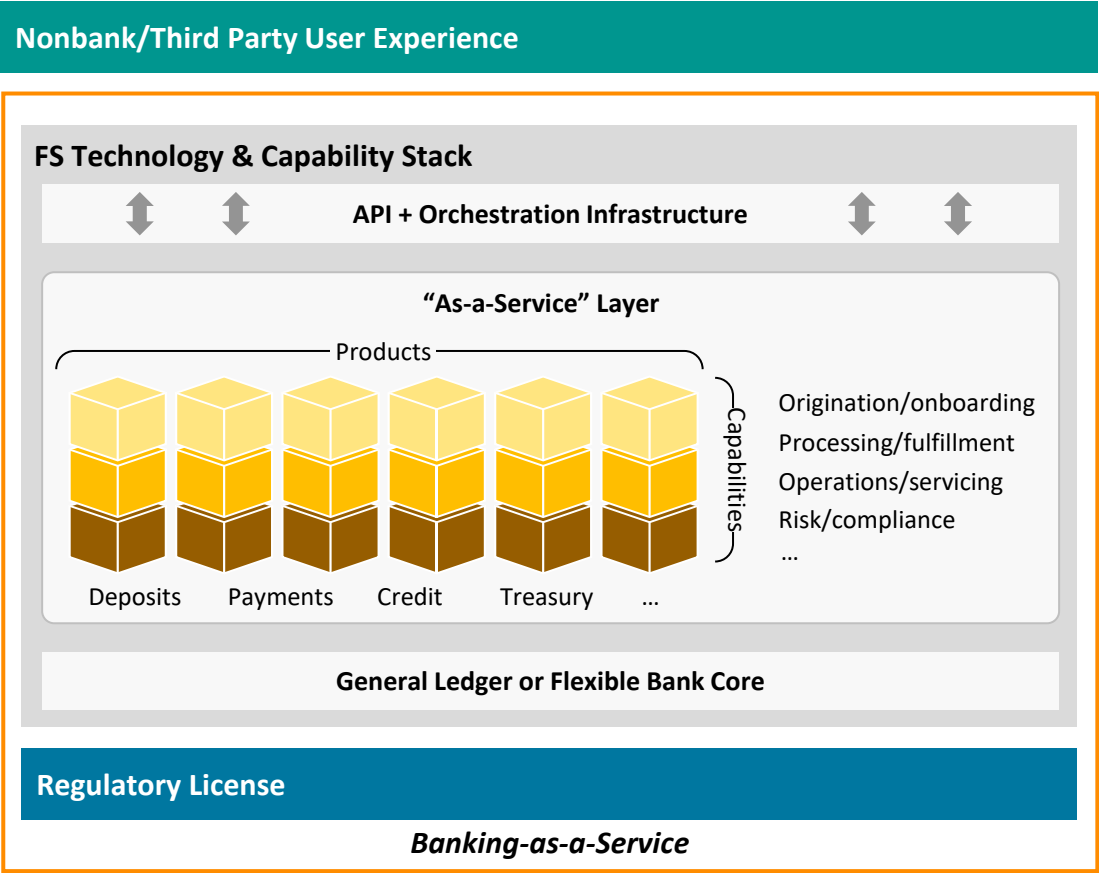 Nonbank/Third Party User Experience
FS Technology & Capability Stack
API + Orchestration Infrastructure
“As-a-Service” Layer
Products
Capabilities
Origination/onboarding
Processing/fulfillment
Operations/servicing
Risk/compliance
…
Deposits Payments Credit Treasury …
General Ledger or Flexible Bank Core
Regulatory License
Banking-as-a-Service